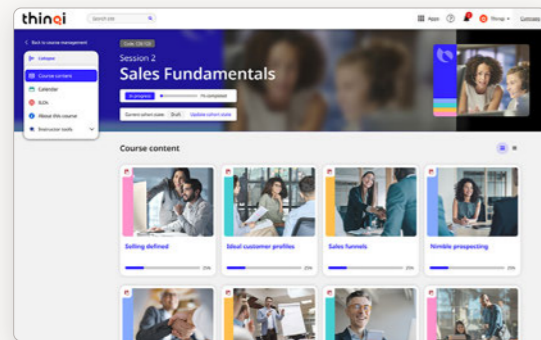 thinqi
Search site
Apps
Thinqi
Back to course management
Collapse
Course content
Calendar
ILOs
About this course
Instructor tools
Session 2
Sales Fundamentals
In progress
1% completed
Current cohort state: Draft Update cohort state
Course content
Selling defined
Ideal customer profiles
Sales funnels
Nimble prospecting
25%
25%
25%
25%